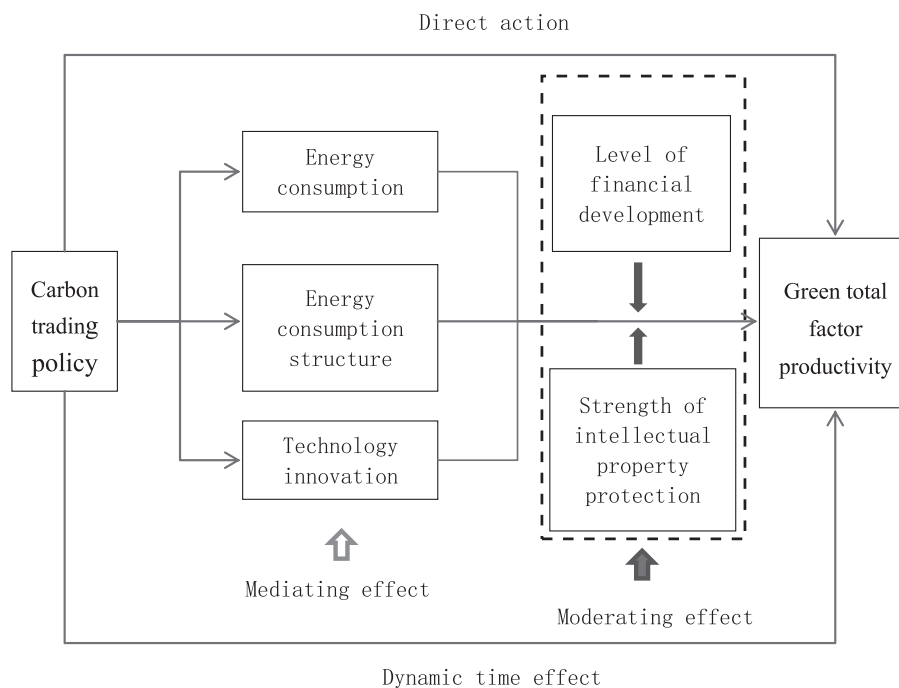 Direct action
Energy
consumption
Level of
financial
development
Carbon
trading
policy
Energy
consumption
structure
Green total
factor
productivity
Technology
innovation
Strength of
intellectual
property
protection
Mediating effect
Moderating effect
Dynamic time effect